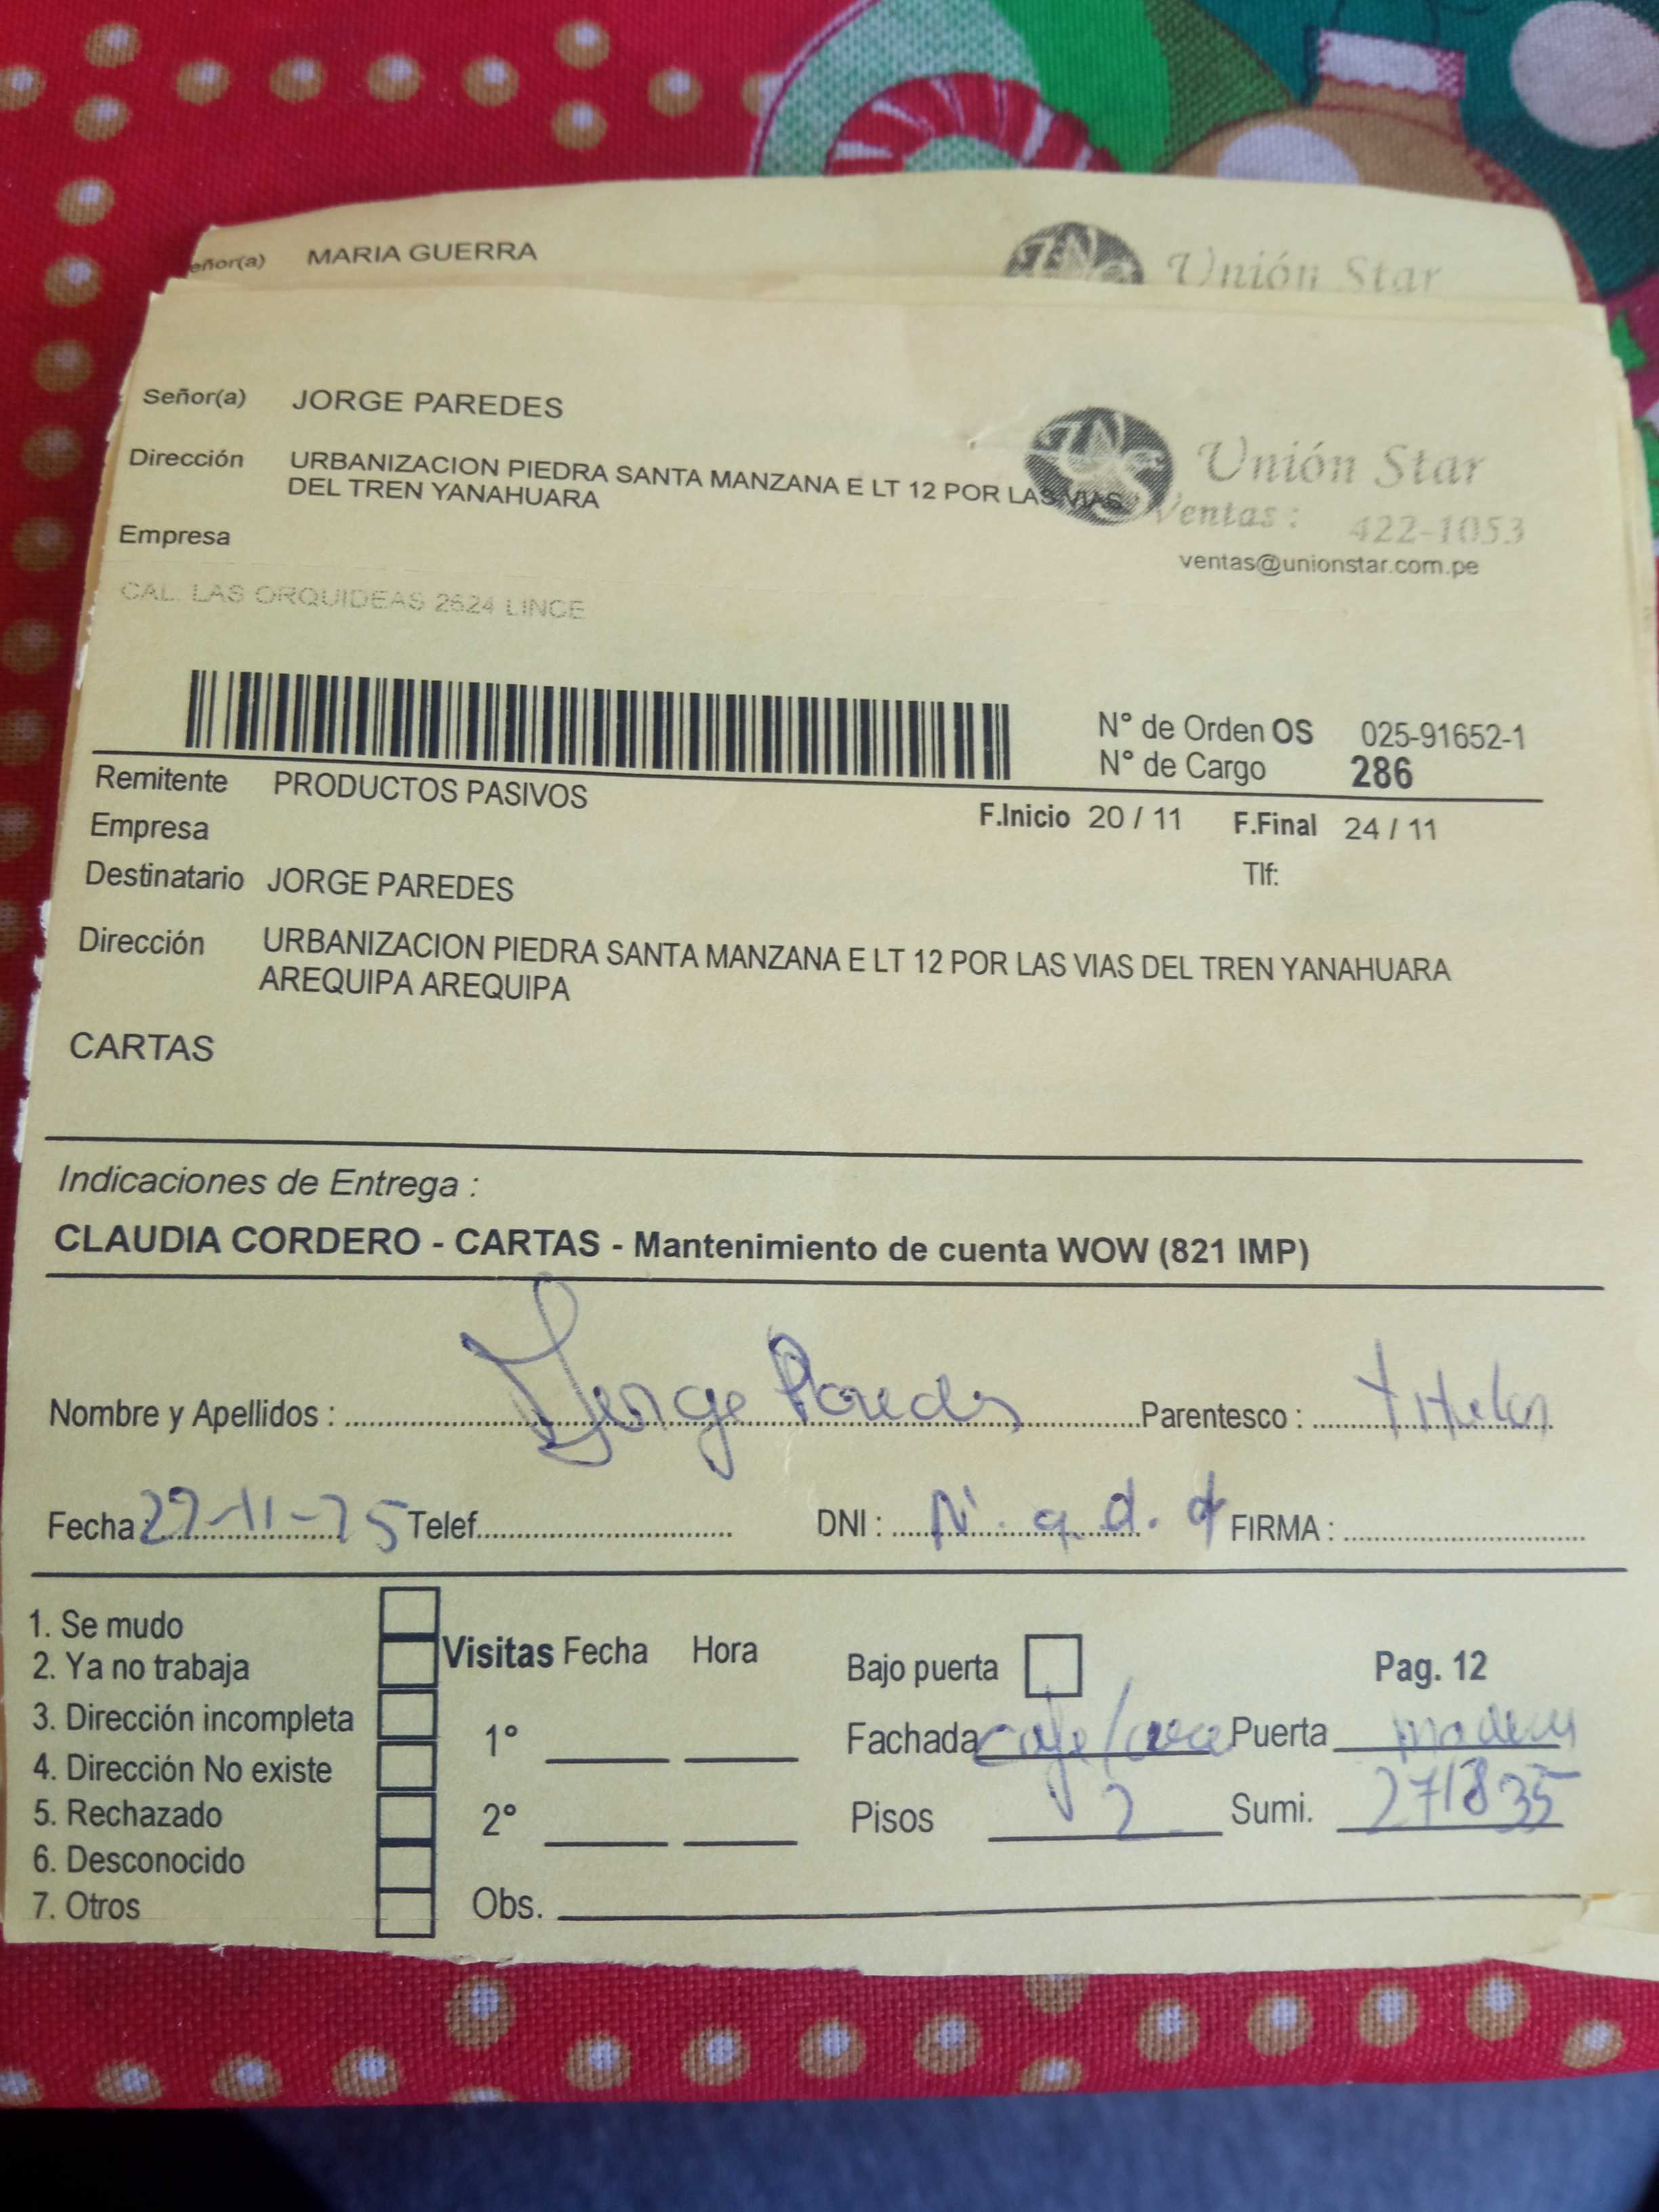 eñor(a) MARIA GUERRA
Unión Star
Señor(a) JORGE PAREDES
Dirección URBANIZACION PIEDRA SANTA MANZANA E LT 12 POR LAS VIAS
DEL TREN YANAHUARA
Unión Star
Ventas : 422-1053
ventas@unionstar.com.pe
Empresa
CAL. LAS ORQUIDEAS 2624 LINCE
N° de Orden OS 025-91652-1
N° de Cargo 286
Remitente PRODUCTOS PASIVOS
F.Inicio 20 / 11 F.Final 24 / 11
Empresa
Tlf:
Destinatario JORGE PAREDES
Dirección URBANIZACION PIEDRA SANTA MANZANA E LT 12 POR LAS VIAS DEL TREN YANAHUARA
AREQUIPA AREQUIPA
CARTAS
Indicaciones de Entrega :
CLAUDIA CORDERO - CARTAS - Mantenimiento de cuenta WOW (821 IMP)
Nombre y Apellidos : Jorge Paredes Parentesco : titular
Fecha : Telef. DNI : N. q. d. d FIRMA :
1. Se mudo
2. Ya no trabaja
3. Dirección incompleta
4. Dirección No existe
5. Rechazado
6. Desconocido
7. Otros
Visitas Fecha Hora
1°
2°
Obs.
Bajo puerta Pag. 12
Fachada Puerta madera
Pisos 2 Sumi. 271835